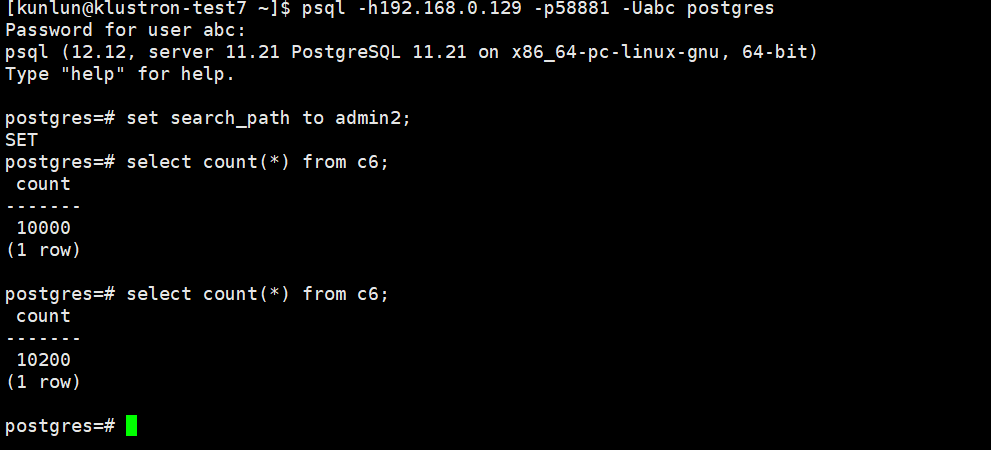 [kunlun@klustron-test7 ~]$ psql -h192.168.0.129 -p58881 -Uabc postgres
Password for user abc:
psql (12.12, server 11.21 PostgreSQL 11.21 on x86_64-pc-linux-gnu, 64-bit)
Type "help" for help.
postgres=# set search_path to admin2;
SET
postgres=# select count(*) from c6;
count
-------
10000
(1 row)
postgres=# select count(*) from c6;
count
-------
10200
(1 row)
postgres=#